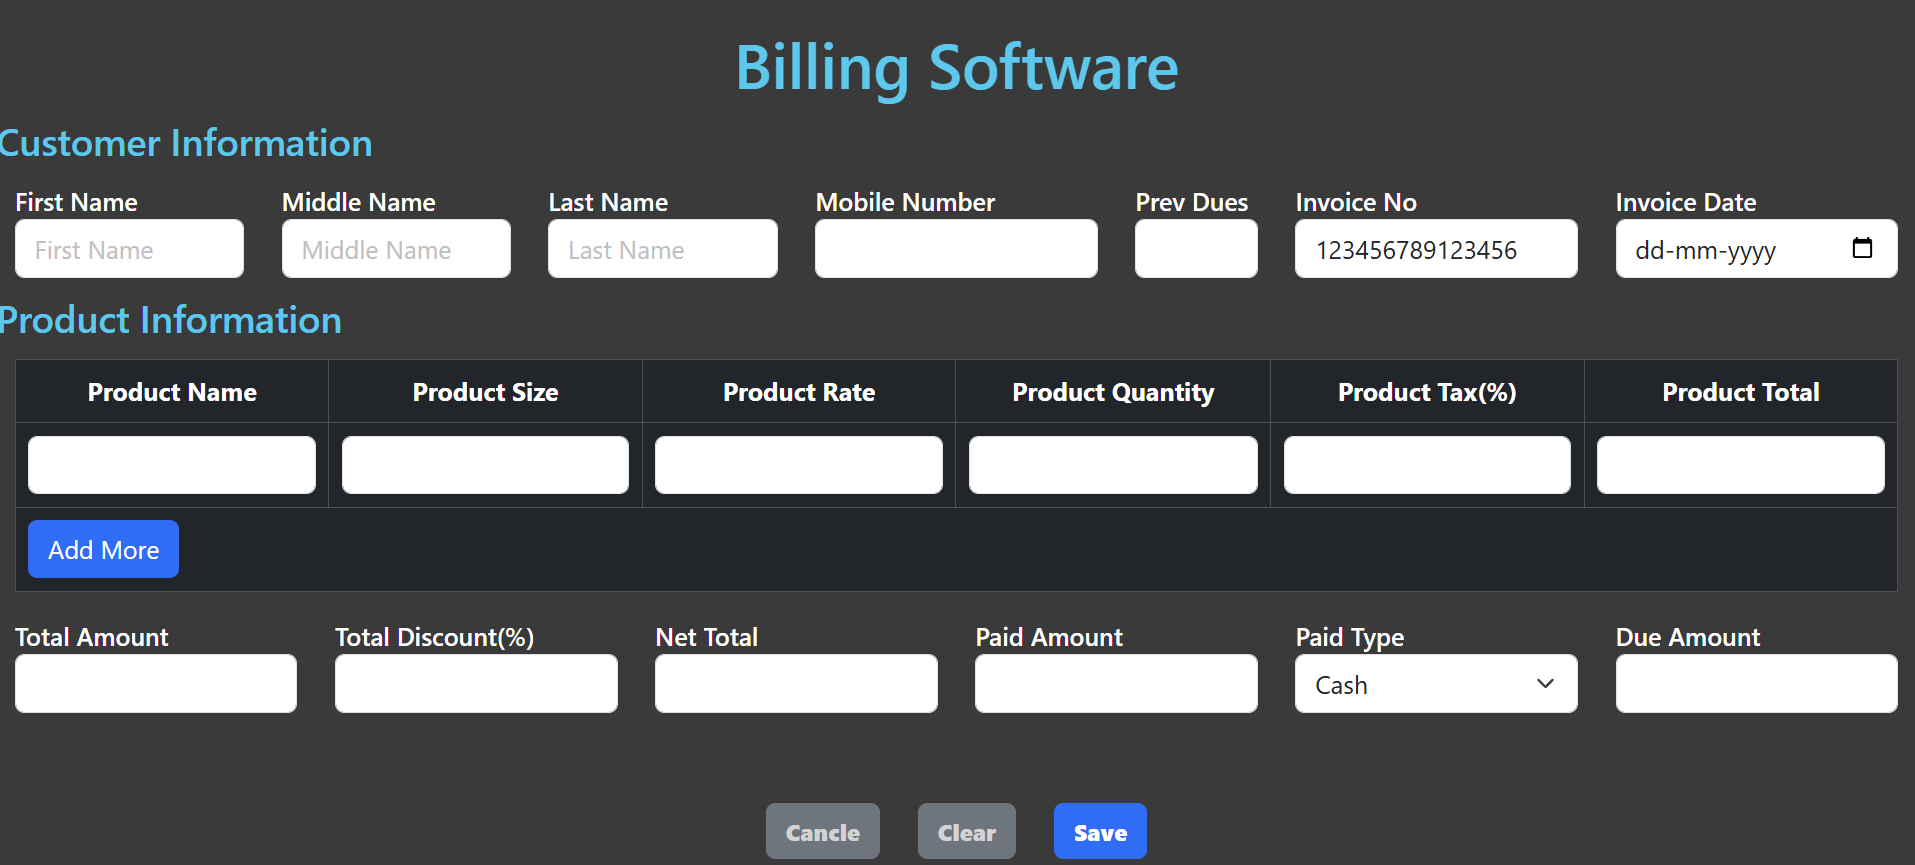 Billing Software
Customer Information
First Name Middle Name Last Name Mobile Number Prev Dues Invoice No Invoice Date
First Name Middle Name Last Name 123456789123456 dd-mm-yyyy
Product Information
Product Name Product Size Product Rate Product Quantity Product Tax(%) Product Total
Add More
Total Amount Total Discount(%) Net Total Paid Amount Paid Type Due Amount
Cash
Cancle Clear Save